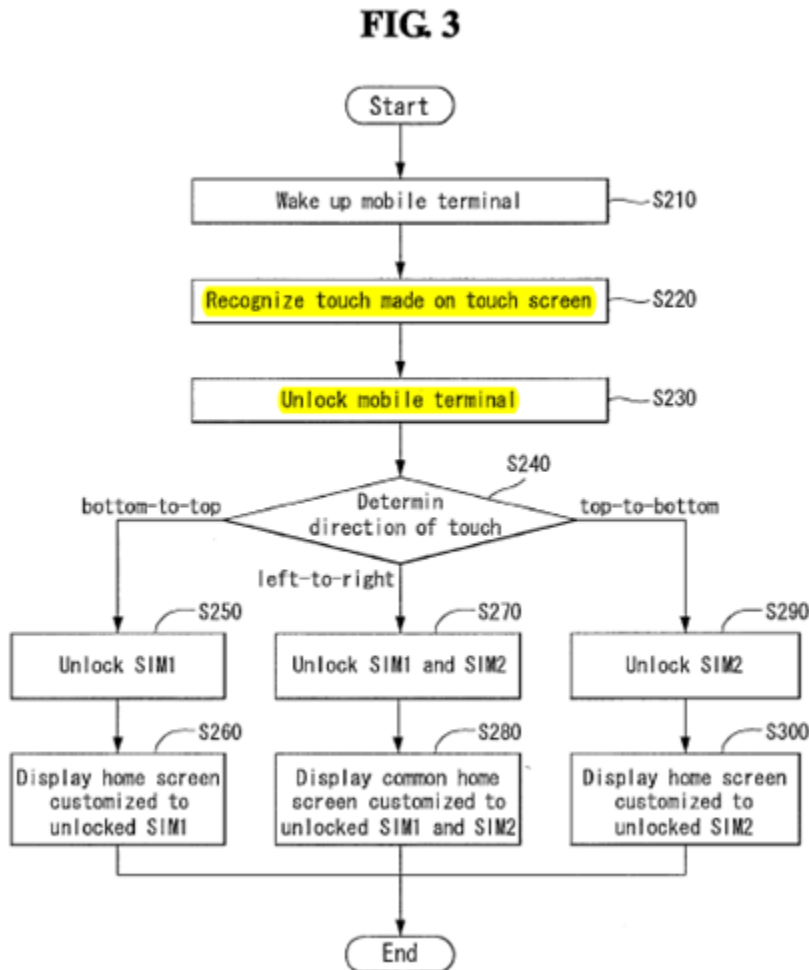 FIG. 3
Start
Wake up mobile terminal
S210
Recognize touch made on touch screen
S220
Unlock mobile terminal
S230
S240
Determin
direction of touch
bottom-to-top
left-to-right
top-to-bottom
S250
Unlock SIM1
S270
Unlock SIM1 and SIM2
S290
Unlock SIM2
S260
Display home screen
customized to
unlocked SIM1
S280
Display common home
screen customized to
unlocked SIM1 and SIM2
S300
Display home screen
customized to
unlocked SIM2
End